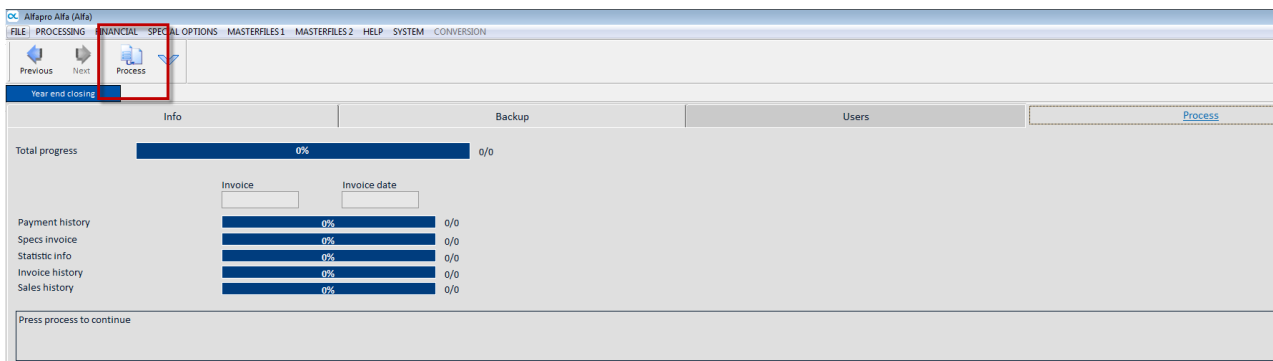 OL Alfapro Alfa (Alfa)
FILE PROCESSING FINANCIAL SPECIAL OPTIONS MASTERFILES 1 MASTERFILES 2 HELP SYSTEM CONVERSION
Previous Next Process
Year end closing
Info Backup Users Process
Total progress 0% 0/0
Invoice Invoice date
Payment history 0% 0/0
Specs invoice 0% 0/0
Statistic info 0% 0/0
Invoice history 0% 0/0
Sales history 0% 0/0
Press process to continue